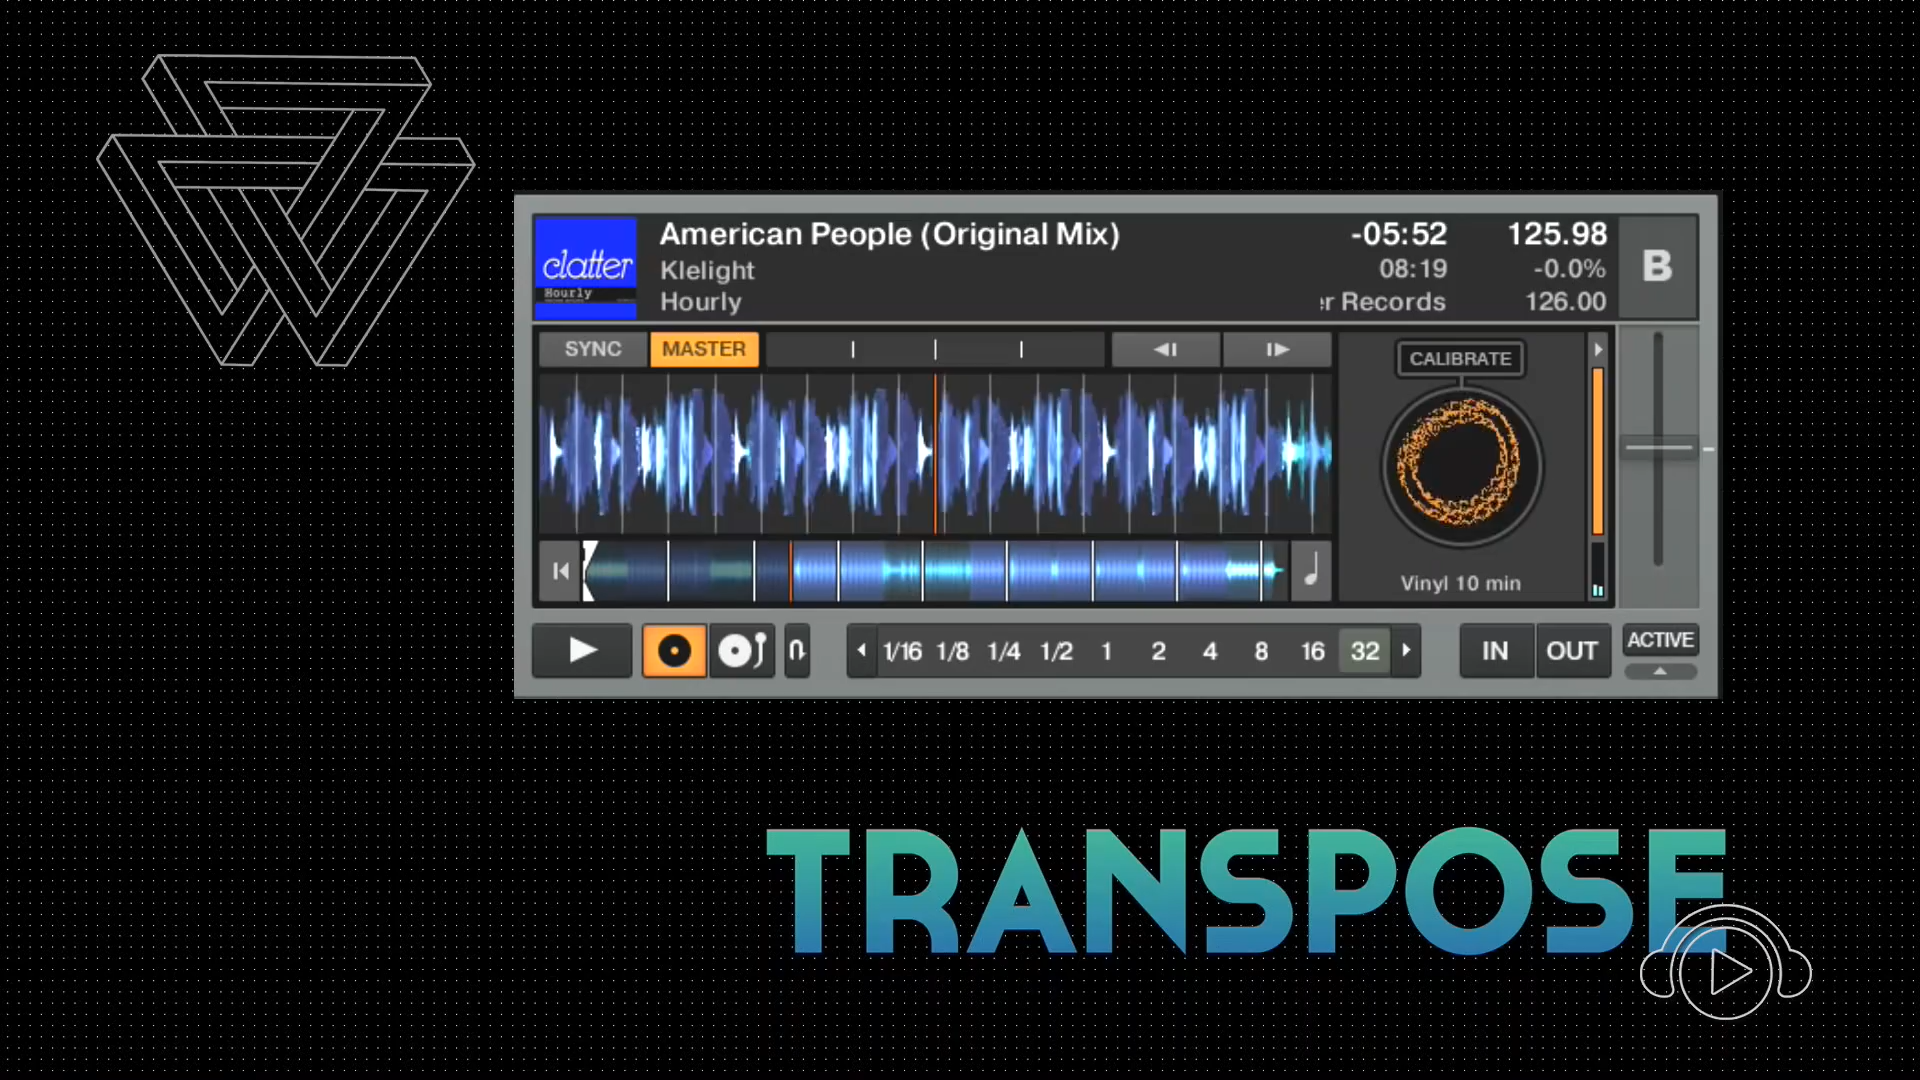 clatter
Hourly
American People (Original Mix)
Klelight
Hourly
-05:52
08:19
r Records
125.98
-0.0%
126.00
B
SYNC
MASTER
CALIBRATE
Vinyl 10 min
1/16 1/8 1/4 1/2 1 2 4 8 16 32
IN
OUT
ACTIVE
TRANSPOSE